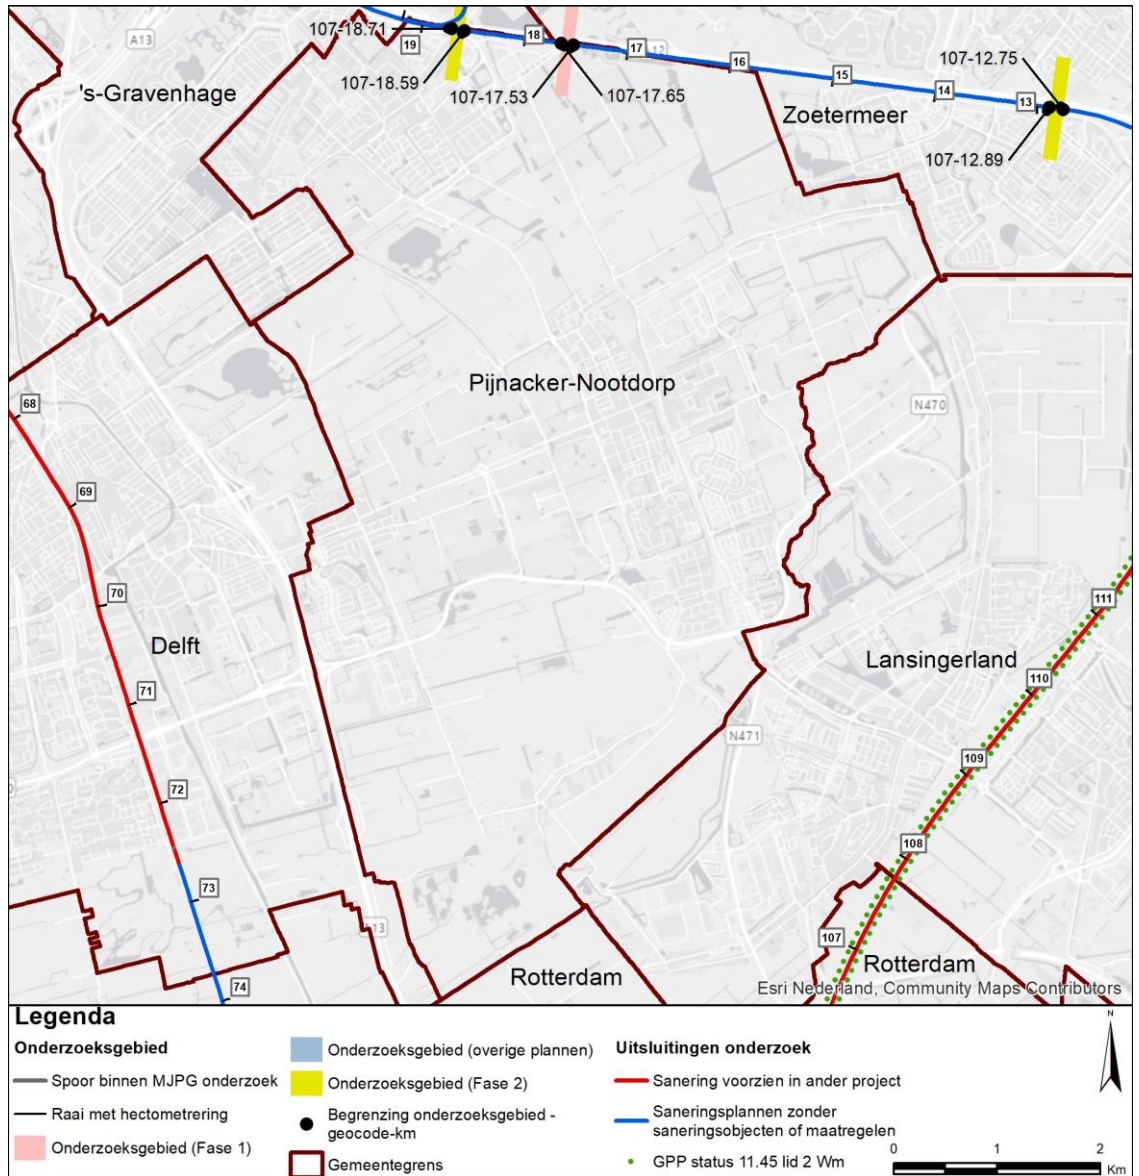 A13
107-18.71
19
18
12
17
16
15
14
13
107-12.75
107-18.59
107-17.53
107-17.65
's-Gravenhage
Zoetermeer
107-12.89
Pijnacker-Nootdorp
N470
68
69
70
111
Delft
Lansingerland
110
71
N471
109
72
108
73
A13
107
Rotterdam
Rotterdam
74
Esri Nederland, Community Maps Contributors
Legenda
Onderzoeksgebied
Spoor binnen MJPG onderzoek
Raai met hectometrering
Onderzoeksgebied (Fase 1)
Onderzoeksgebied (overige plannen)
Onderzoeksgebied (Fase 2)
Begrenzing onderzoeksgebied -
geocode-km
Gemeentegrens
Uitsluitingen onderzoek
Sanering voorzien in ander project
Saneringsplannen zonder
saneringsobjecten of maatregelen
GPP status 11.45 lid 2 Wm
N
0 1 2
Km